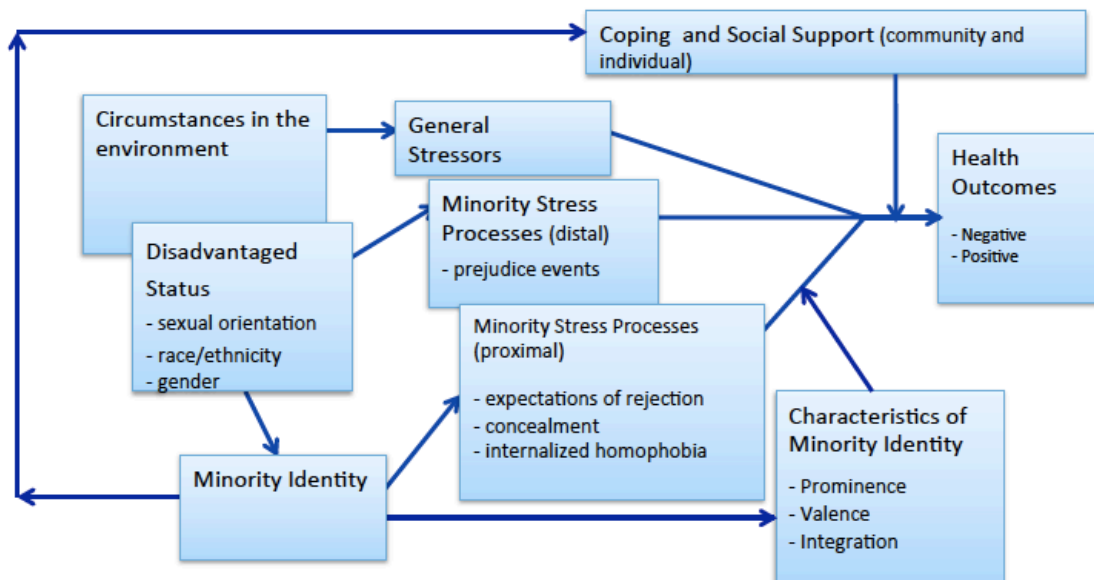 Coping and Social Support (community and
individual)
Circumstances in the
environment
General
Stressors
Health
Outcomes
- Negative
- Positive
Minority Stress
Processes (distal)
- prejudice events
Disadvantaged
Status
- sexual orientation
- race/ethnicity
- gender
Minority Stress Processes
(proximal)
- expectations of rejection
- concealment
- internalized homophobia
Characteristics of
Minority Identity
- Prominence
- Valence
- Integration
Minority Identity